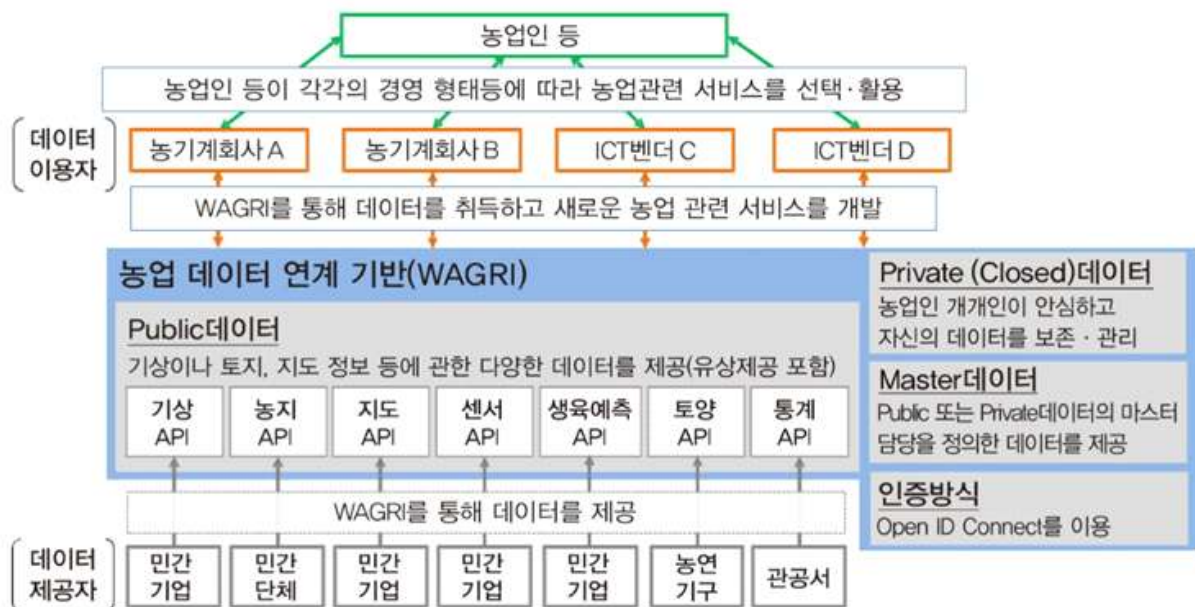 농업인 등
농업인 등이 각각의 경영 형태등에 따라 농업관련 서비스를 선택·활용
데이터
이용자
농기계회사 A
농기계회사 B
ICT벤더 C
ICT벤더 D
WAGRI를 통해 데이터를 취득하고 새로운 농업 관련 서비스를 개발
농업 데이터 연계 기반(WAGRI)
Public데이터
기상이나 토지, 지도 정보 등에 관한 다양한 데이터를 제공(유상제공 포함)
기상
API
농지
API
지도
API
센서
API
생육예측
API
토양
API
통계
API
Private (Closed)데이터
농업인 개개인이 안심하고
자신의 데이터를 보존 · 관리
Master데이터
Public 또는 Private데이터의 마스터
담당을 정의한 데이터를 제공
인증방식
Open ID Connect를 이용
WAGRI를 통해 데이터를 제공
데이터
제공자
민간
기업
민간
단체
민간
기업
민간
기업
민간
기업
농연
기구
관공서